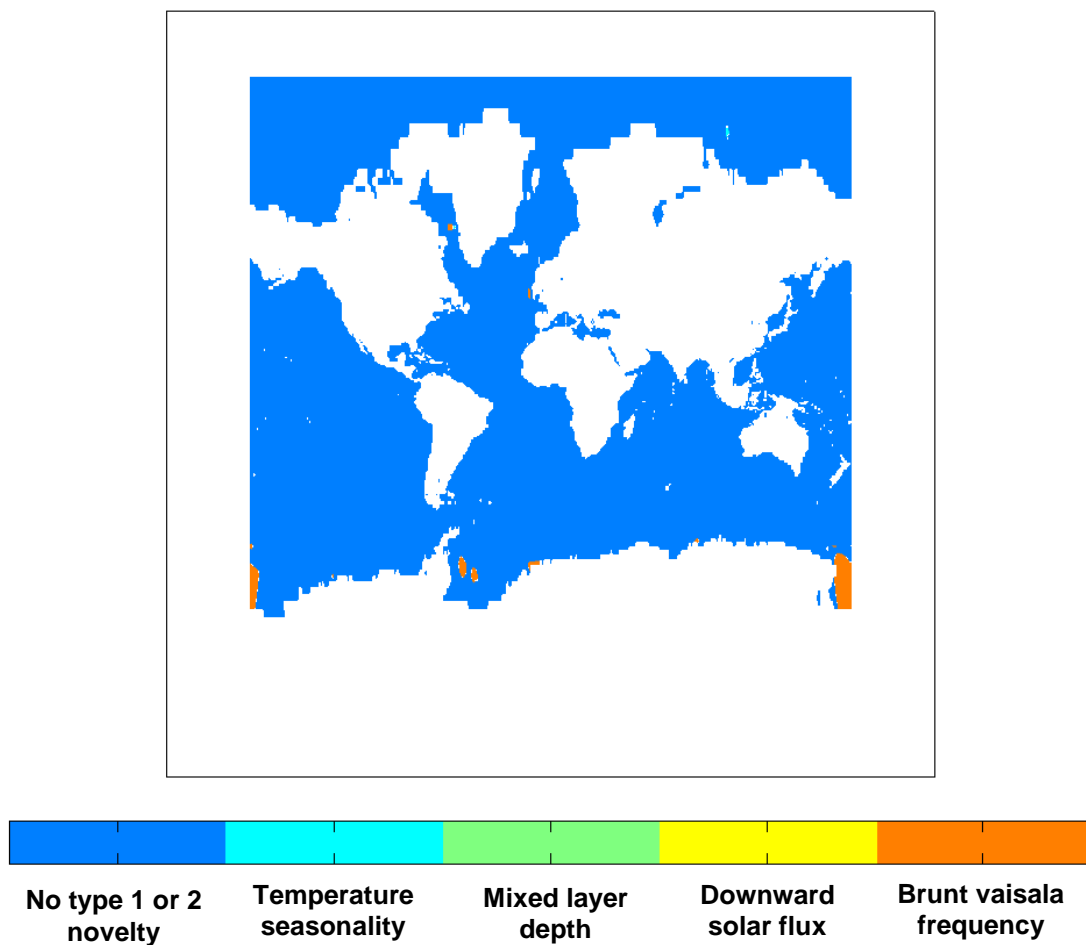 No type 1 or 2
novelty
Temperature
seasonality
Mixed layer
depth
Downward
solar flux
Brunt vaisala
frequency